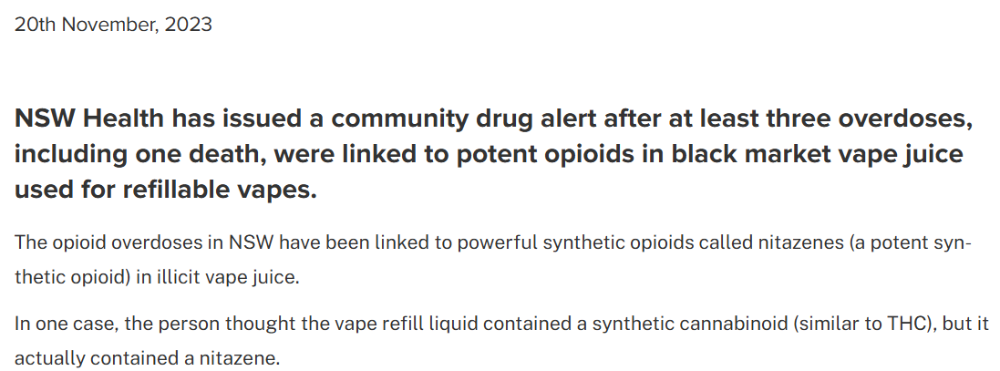 20th November, 2023
NSW Health has issued a community drug alert after at least three overdoses,
including one death, were linked to potent opioids in black market vape juice
used for refillable vapes.
The opioid overdoses in NSW have been linked to powerful synthetic opioids called nitazenes (a potent syn-
thetic opioid) in illicit vape juice.
In one case, the person thought the vape refill liquid contained a synthetic cannabinoid (similar to THC), but it
actually contained a nitazene.